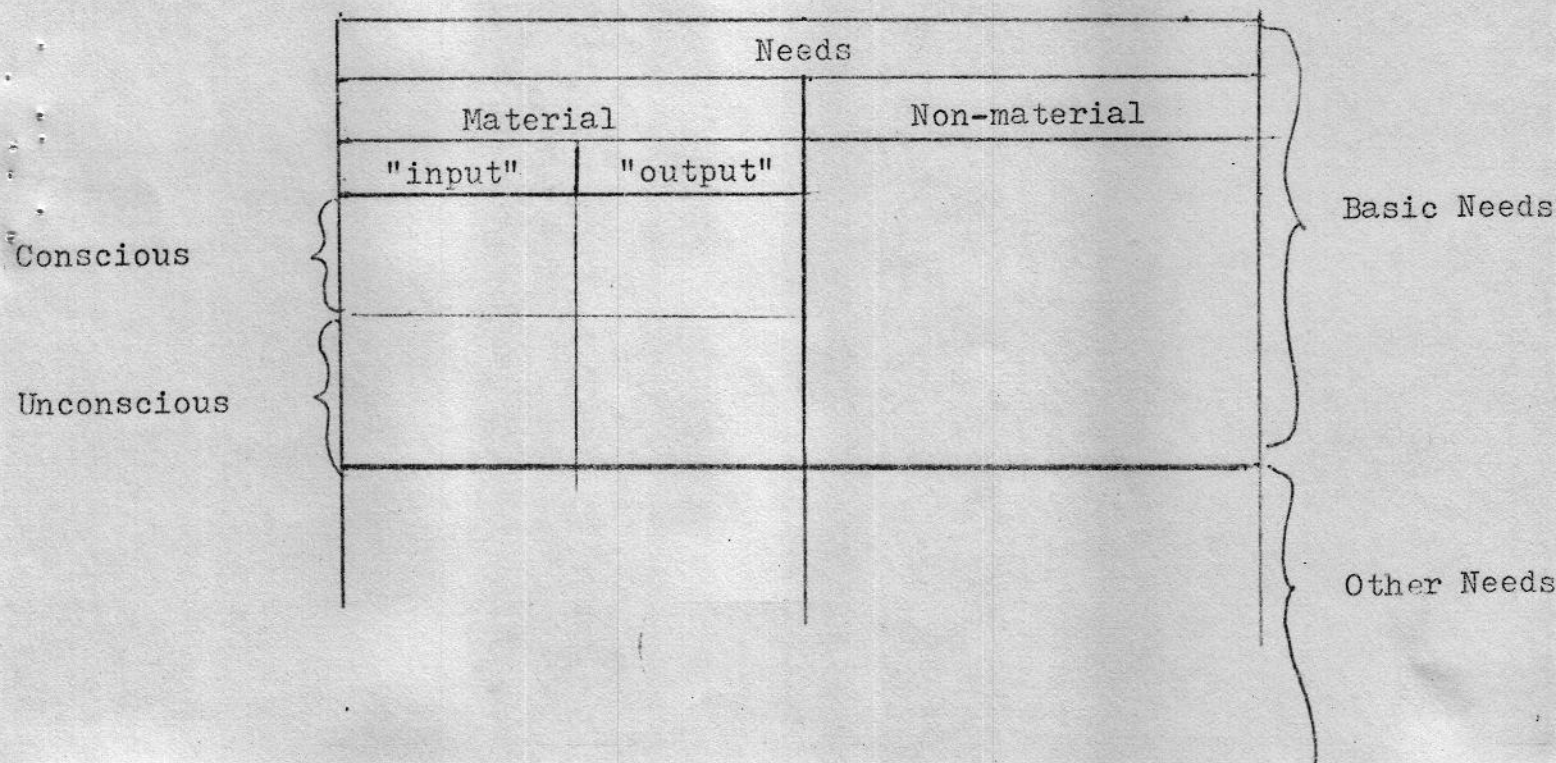 Needs
Material Non-material
"input" "output"
Basic Needs
Conscious
Unconscious
Other Needs